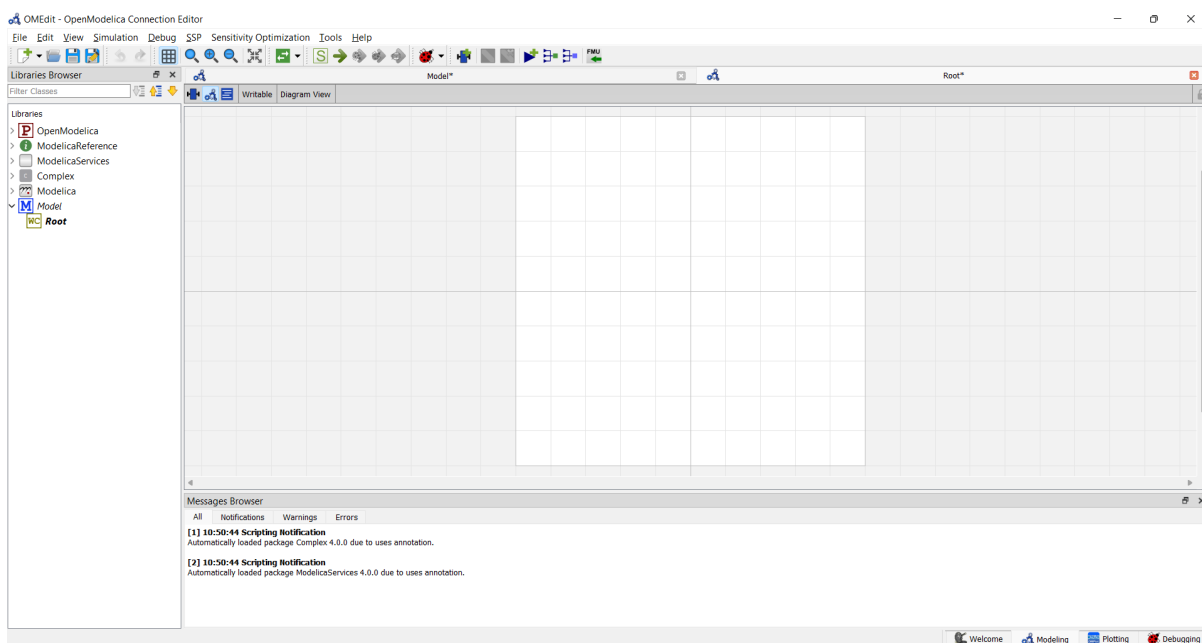 OMEdit - OpenModelica Connection Editor
File Edit View Simulation Debug SSP Sensitivity Optimization Tools Help
S FMU
Libraries Browser
Model*
Root*
Filter Classes
Writable Diagram View
Libraries
P OpenModelica
ModelicaReference
ModelicaServices
C Complex
Modelica
M Model
WC Root
Messages Browser
All Notifications Warnings Errors
[1] 10:50:44 Scripting Notification
Automatically loaded package Complex 4.0.0 due to uses annotation.
[2] 10:50:44 Scripting Notification
Automatically loaded package ModelicaServices 4.0.0 due to uses annotation.
Welcome Modeling Plotting Debugging